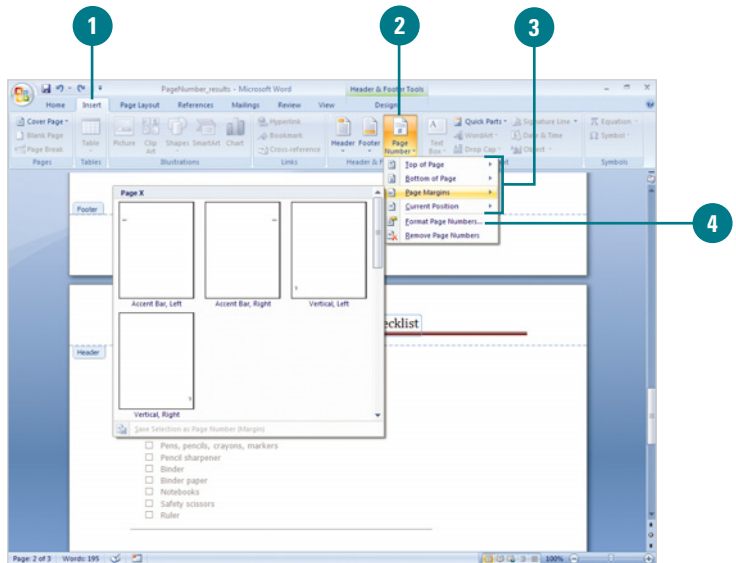 1
2
3
PageNumber_results - Microsoft Word
Header & Footer Tools
Home Insert Page Layout References Mailings Review View Design
Cover Page
Blank Page
Page Break
Pages
Table
Tables
Picture Clip Art Shapes SmartArt Chart
Illustrations
Hyperlink
Bookmark
Cross-reference
Links
Header Footer Page Number
Header & F
Text Box
Quick Parts
WordArt
Drop Cap
Signature Line
Date & Time
Object
Equation
Symbol
Symbols
Top of Page
Bottom of Page
Page Margins
Current Position
Format Page Numbers...
Remove Page Numbers
4
Footer
Page X
Accent Bar, Left
Accent Bar, Right
Vertical, Left
ecklist
Header
Vertical, Right
Save Selection as Page Number (Margin)
Pens, pencils, crayons, markers
Pencil sharpener
Binder
Binder paper
Notebooks
Safety scissors
Ruler
Page: 2 of 3 Words: 195
100%